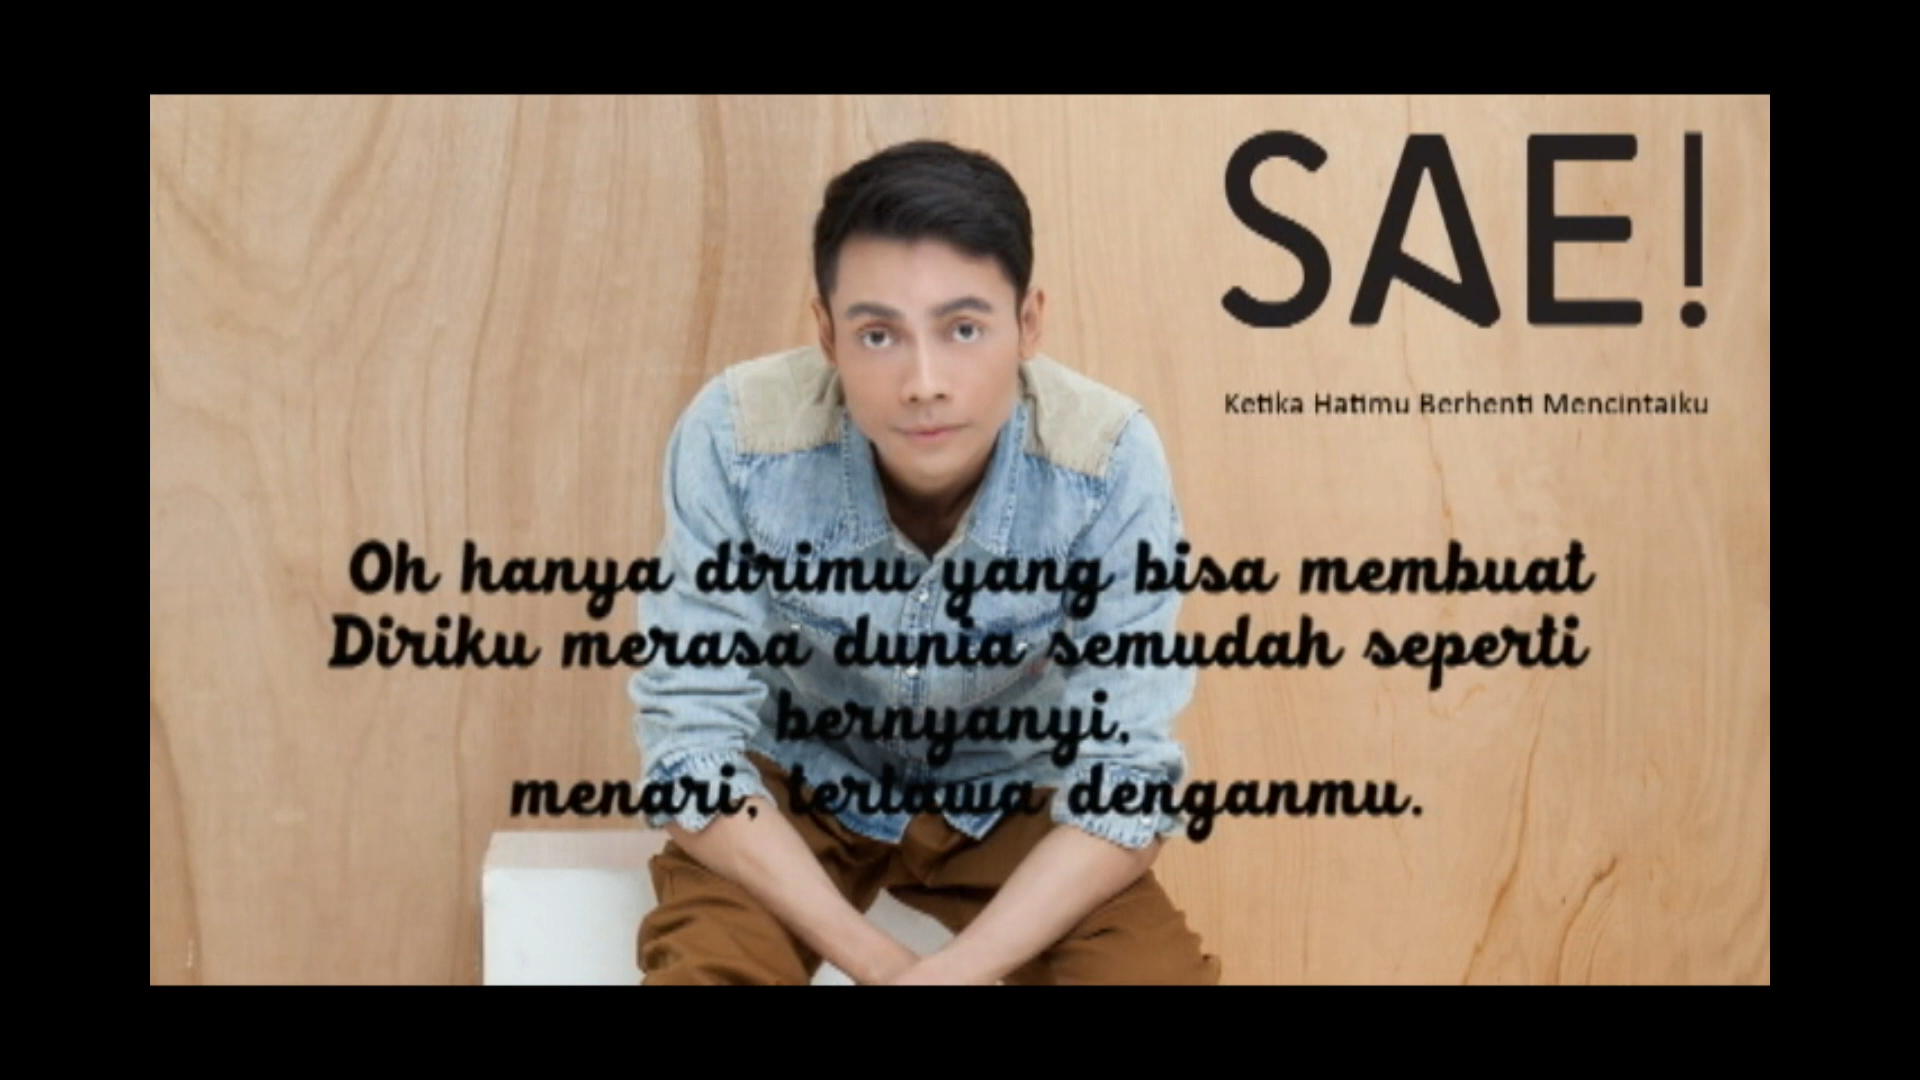 SAE!
Ketika Hatimu Berhenti Mencintaiku
Oh hanya dirimu yang bisa membuat
Diriku merasa dunia semudah seperti
bernyanyi,
menari, tertawa denganmu.